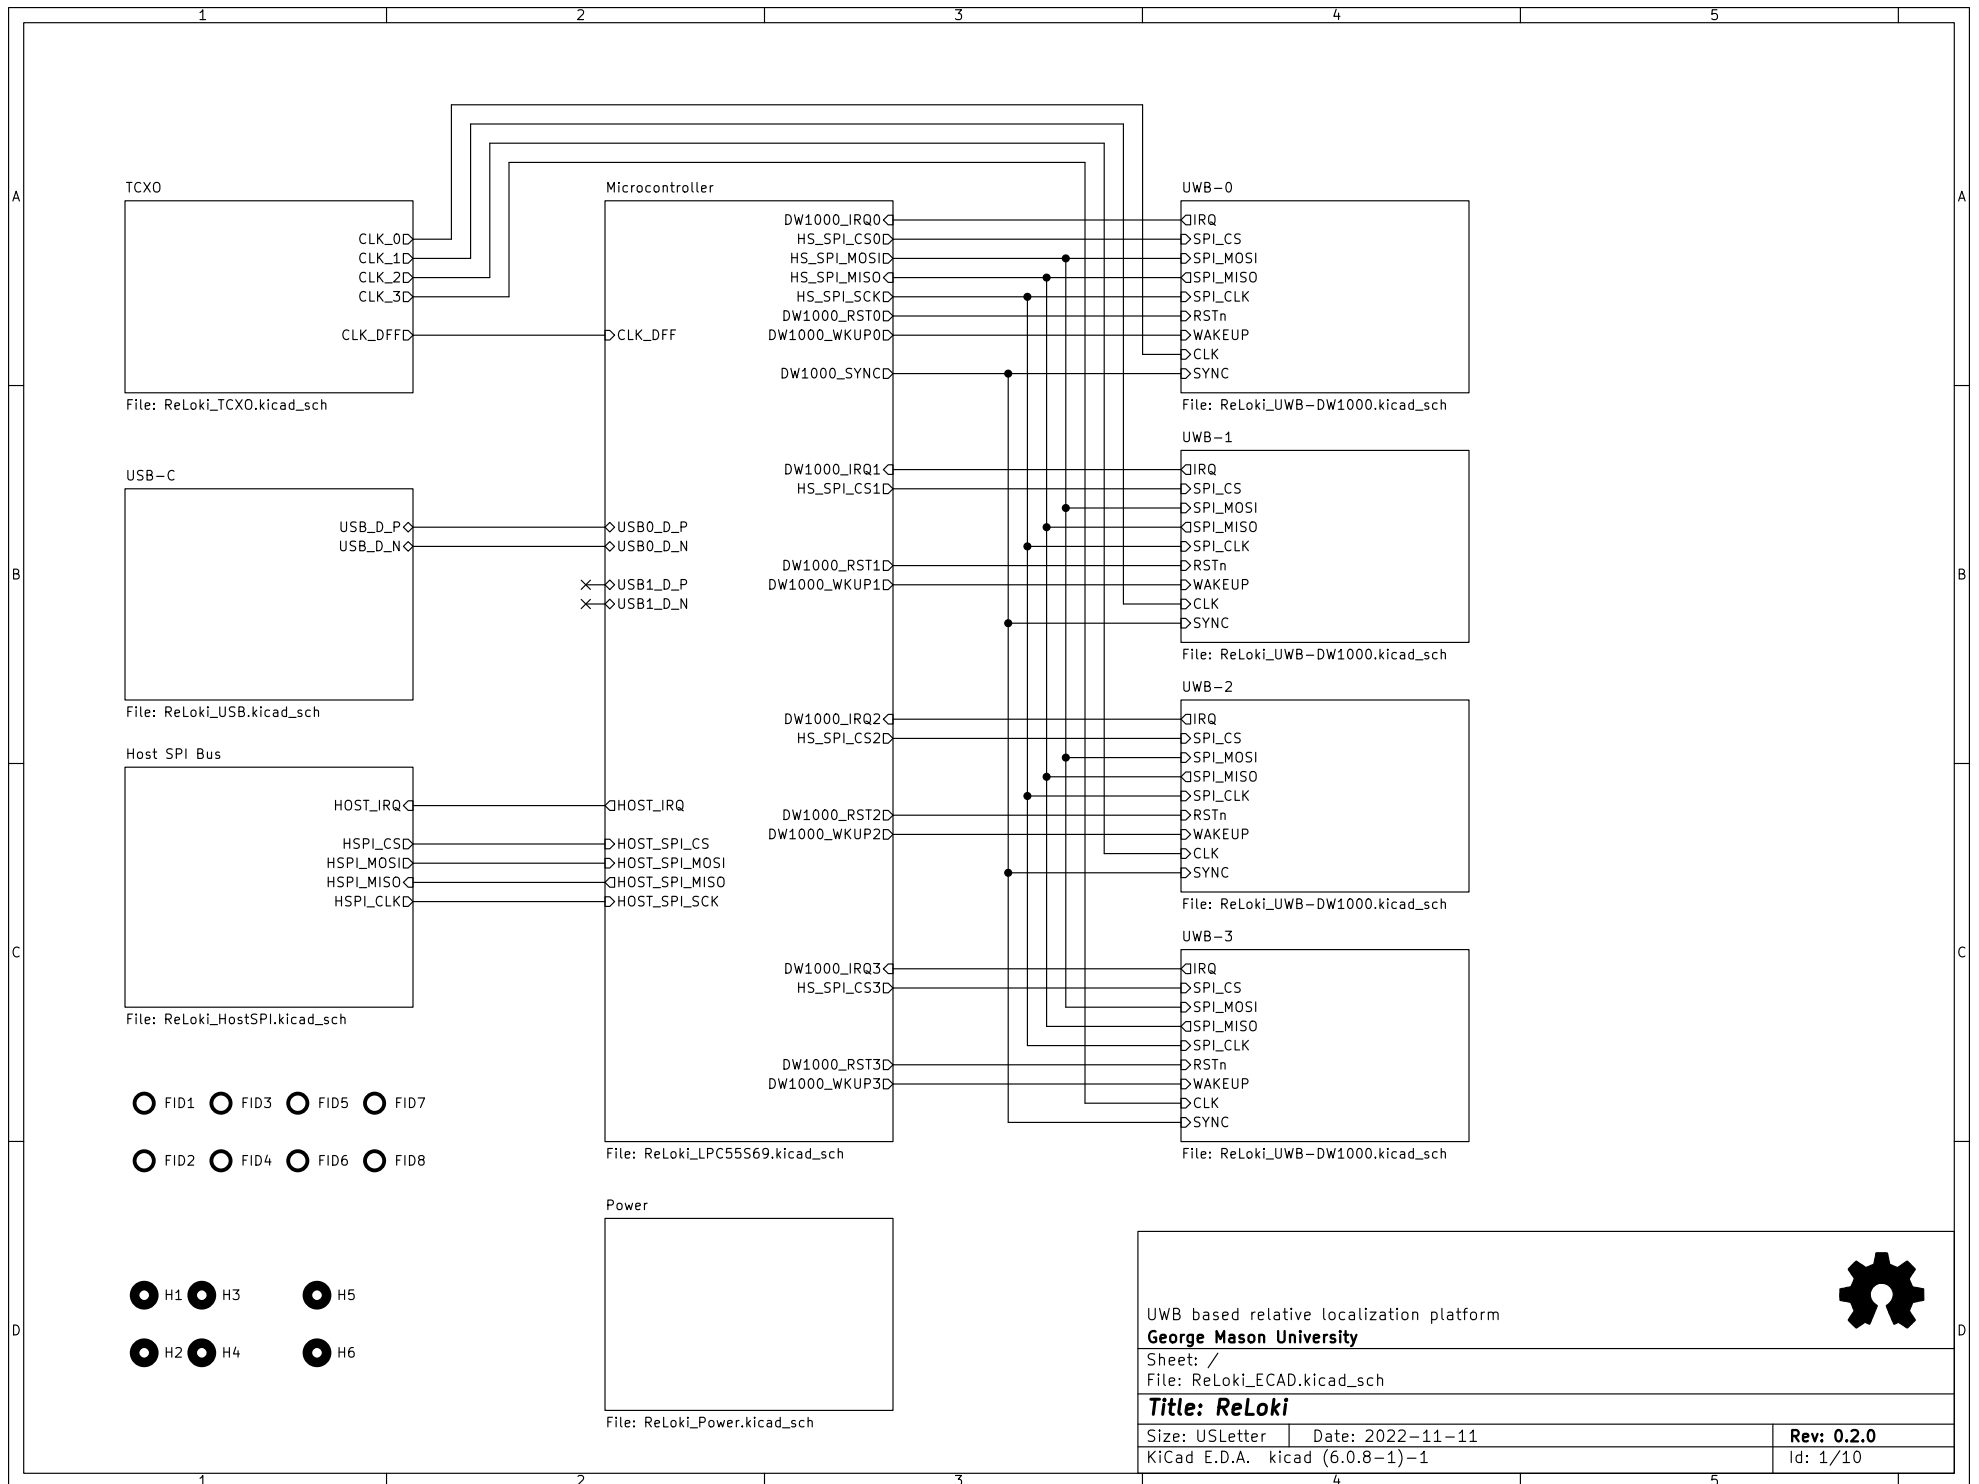 1 2 3 4 5
A A
B B
C C
D D
TCXO
CLK_0
CLK_1
CLK_2
CLK_3
CLK_DFF
File: ReLoki_TCXO.kicad_sch
USB-C
USB_D_P
USB_D_N
File: ReLoki_USB.kicad_sch
Host SPI Bus
HOST_IRQ
HSPI_CS
HSPI_MOSI
HSPI_MISO
HSPI_CLK
File: ReLoki_HostSPI.kicad_sch
FID1 FID3 FID5 FID7
FID2 FID4 FID6 FID8
H1 H3 H5
H2 H4 H6
Microcontroller
CLK_DFF
USB0_D_P
USB0_D_N
USB1_D_P
USB1_D_N
HOST_IRQ
HOST_SPI_CS
HOST_SPI_MOSI
HOST_SPI_MISO
HOST_SPI_SCK
DW1000_IRQ0
HS_SPI_CS0
HS_SPI_MOSI
HS_SPI_MISO
HS_SPI_SCK
DW1000_RST0
DW1000_WKUP0
DW1000_SYNC
DW1000_IRQ1
HS_SPI_CS1
DW1000_RST1
DW1000_WKUP1
DW1000_IRQ2
HS_SPI_CS2
DW1000_RST2
DW1000_WKUP2
DW1000_IRQ3
HS_SPI_CS3
DW1000_RST3
DW1000_WKUP3
File: ReLoki_LPC55S69.kicad_sch
Power
File: ReLoki_Power.kicad_sch
UWB-0
IRQ
SPI_CS
SPI_MOSI
SPI_MISO
SPI_CLK
RSTn
WAKEUP
CLK
SYNC
File: ReLoki_UWB-DW1000.kicad_sch
UWB-1
IRQ
SPI_CS
SPI_MOSI
SPI_MISO
SPI_CLK
RSTn
WAKEUP
CLK
SYNC
File: ReLoki_UWB-DW1000.kicad_sch
UWB-2
IRQ
SPI_CS
SPI_MOSI
SPI_MISO
SPI_CLK
RSTn
WAKEUP
CLK
SYNC
File: ReLoki_UWB-DW1000.kicad_sch
UWB-3
IRQ
SPI_CS
SPI_MOSI
SPI_MISO
SPI_CLK
RSTn
WAKEUP
CLK
SYNC
File: ReLoki_UWB-DW1000.kicad_sch
UWB based relative localization platform
George Mason University
Sheet: /
File: ReLoki_ECAD.kicad_sch
Title: ReLoki
Size: USLetter Date: 2022-11-11 Rev: 0.2.0
KiCad E.D.A. kicad (6.0.8-1)-1 Id: 1/10
1 2 3 4 5